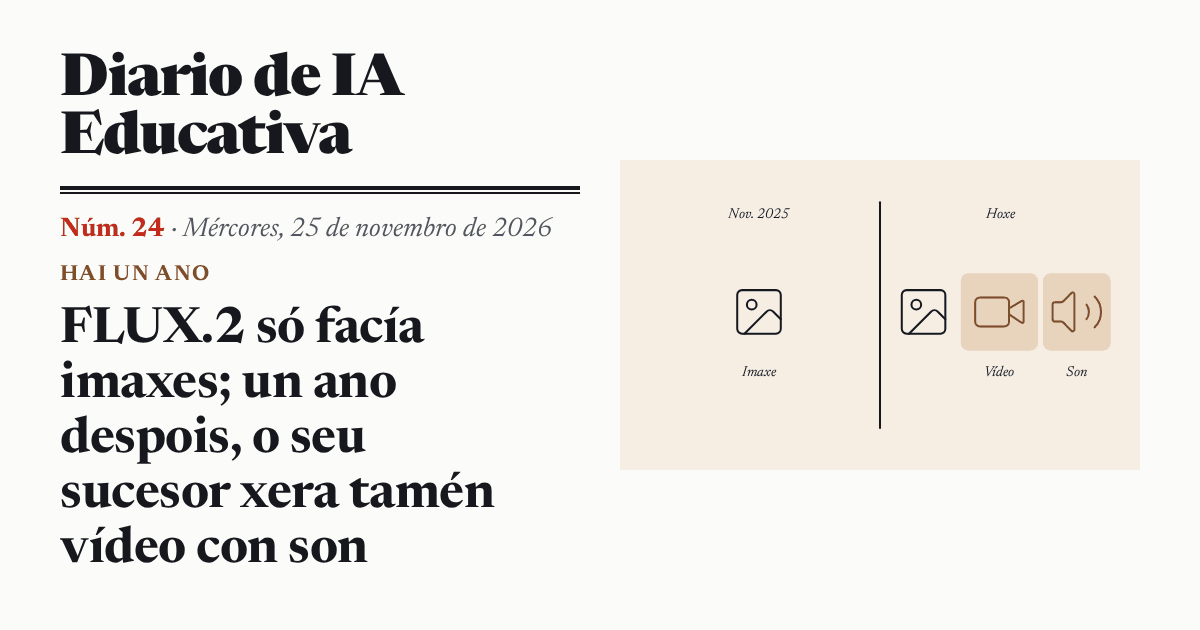 Diario de IA
Educativa
Núm. 24 · Mércores, 25 de novembro de 2026
HAI UN ANO
FLUX.2 só facía
imaxes; un ano
despois, o seu
sucesor xera tamén
vídeo con son
Nov. 2025
Hoxe
Imaxe
Vídeo
Son